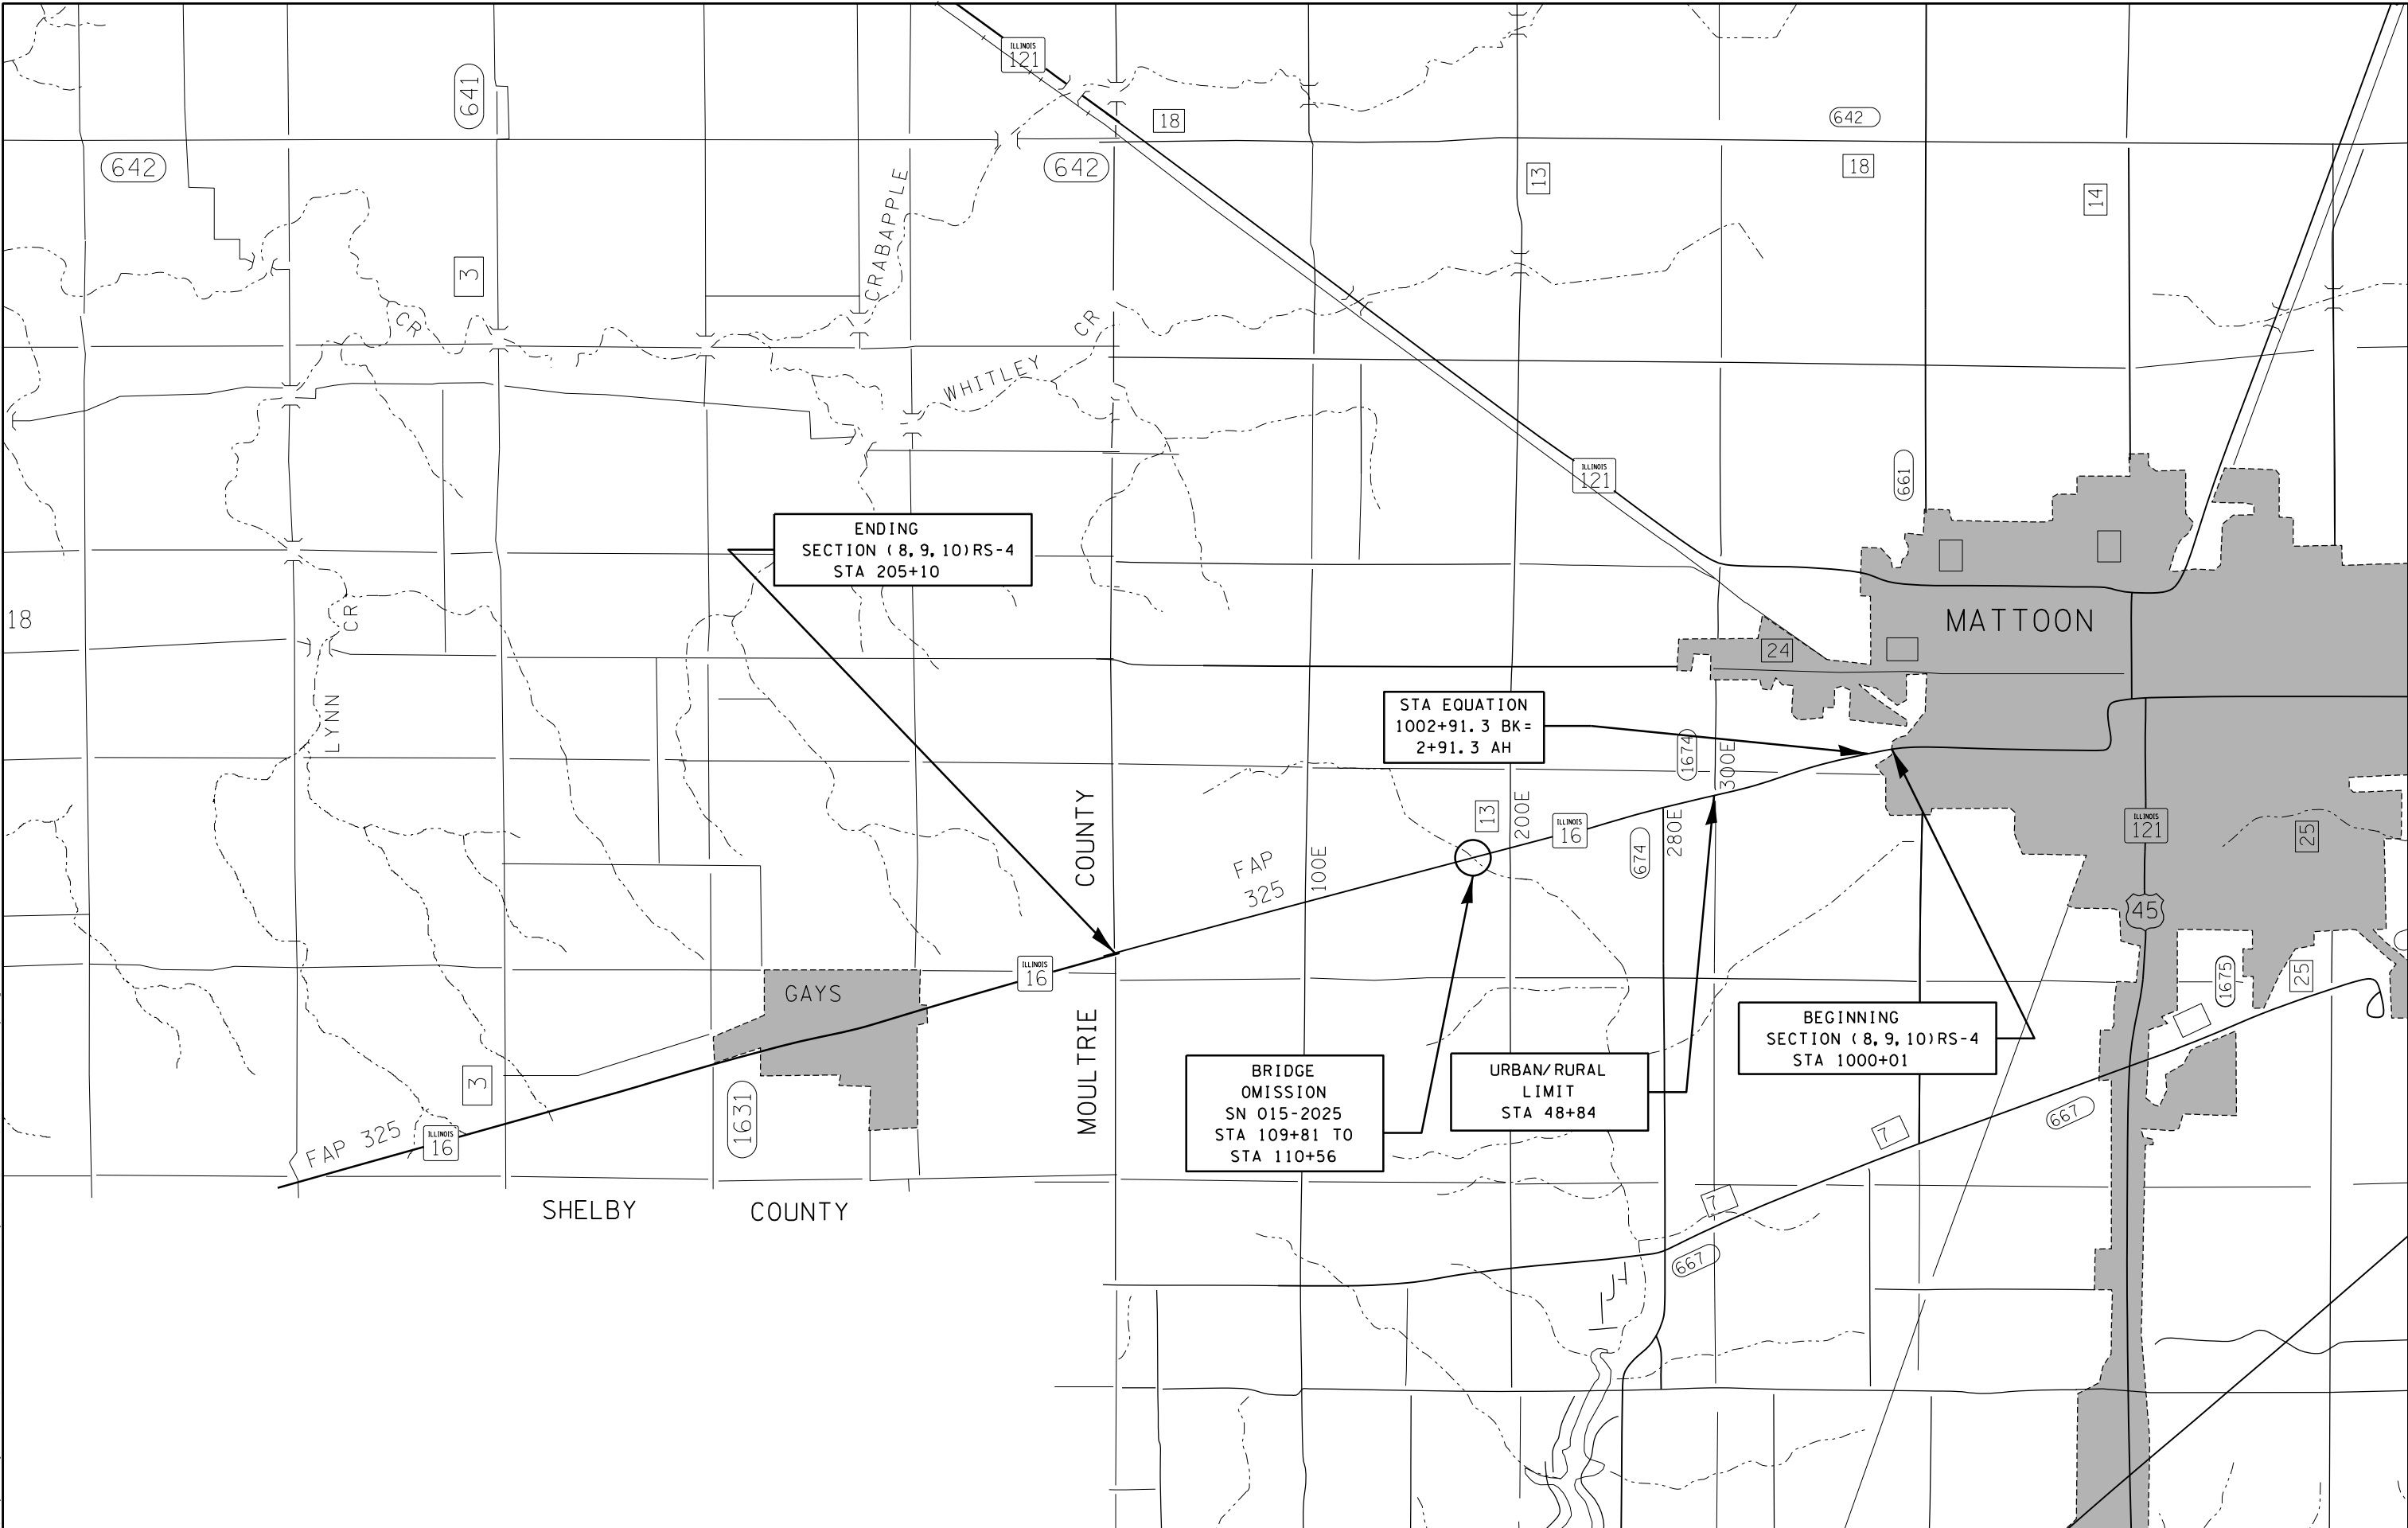 ILLINOIS
121
641
18
642
642
642
13
18
14
CRABAPPLE
3
CR
CR
WHITLEY
ILLINOIS
121
661
ENDING
SECTION (8,9,10)RS-4
STA 205+10
18
CR
MATTOON
24
LYNN
STA EQUATION
1002+91.3 BK=
2+91.3 AH
1674
300E
COUNTY
13
200E
ILLINOIS
16
280E
674
ILLINOIS
121
25
FAP
325
100E
45
ILLINOIS
16
GAYS
1675
25
MOULTRIE
BEGINNING
SECTION (8,9,10)RS-4
STA 1000+01
BRIDGE
OMISSION
SN 015-2025
STA 109+81 TO
STA 110+56
URBAN/RURAL
LIMIT
STA 48+84
3
1631
FAP 325
ILLINOIS
16
667
7
7
SHELBY COUNTY
667